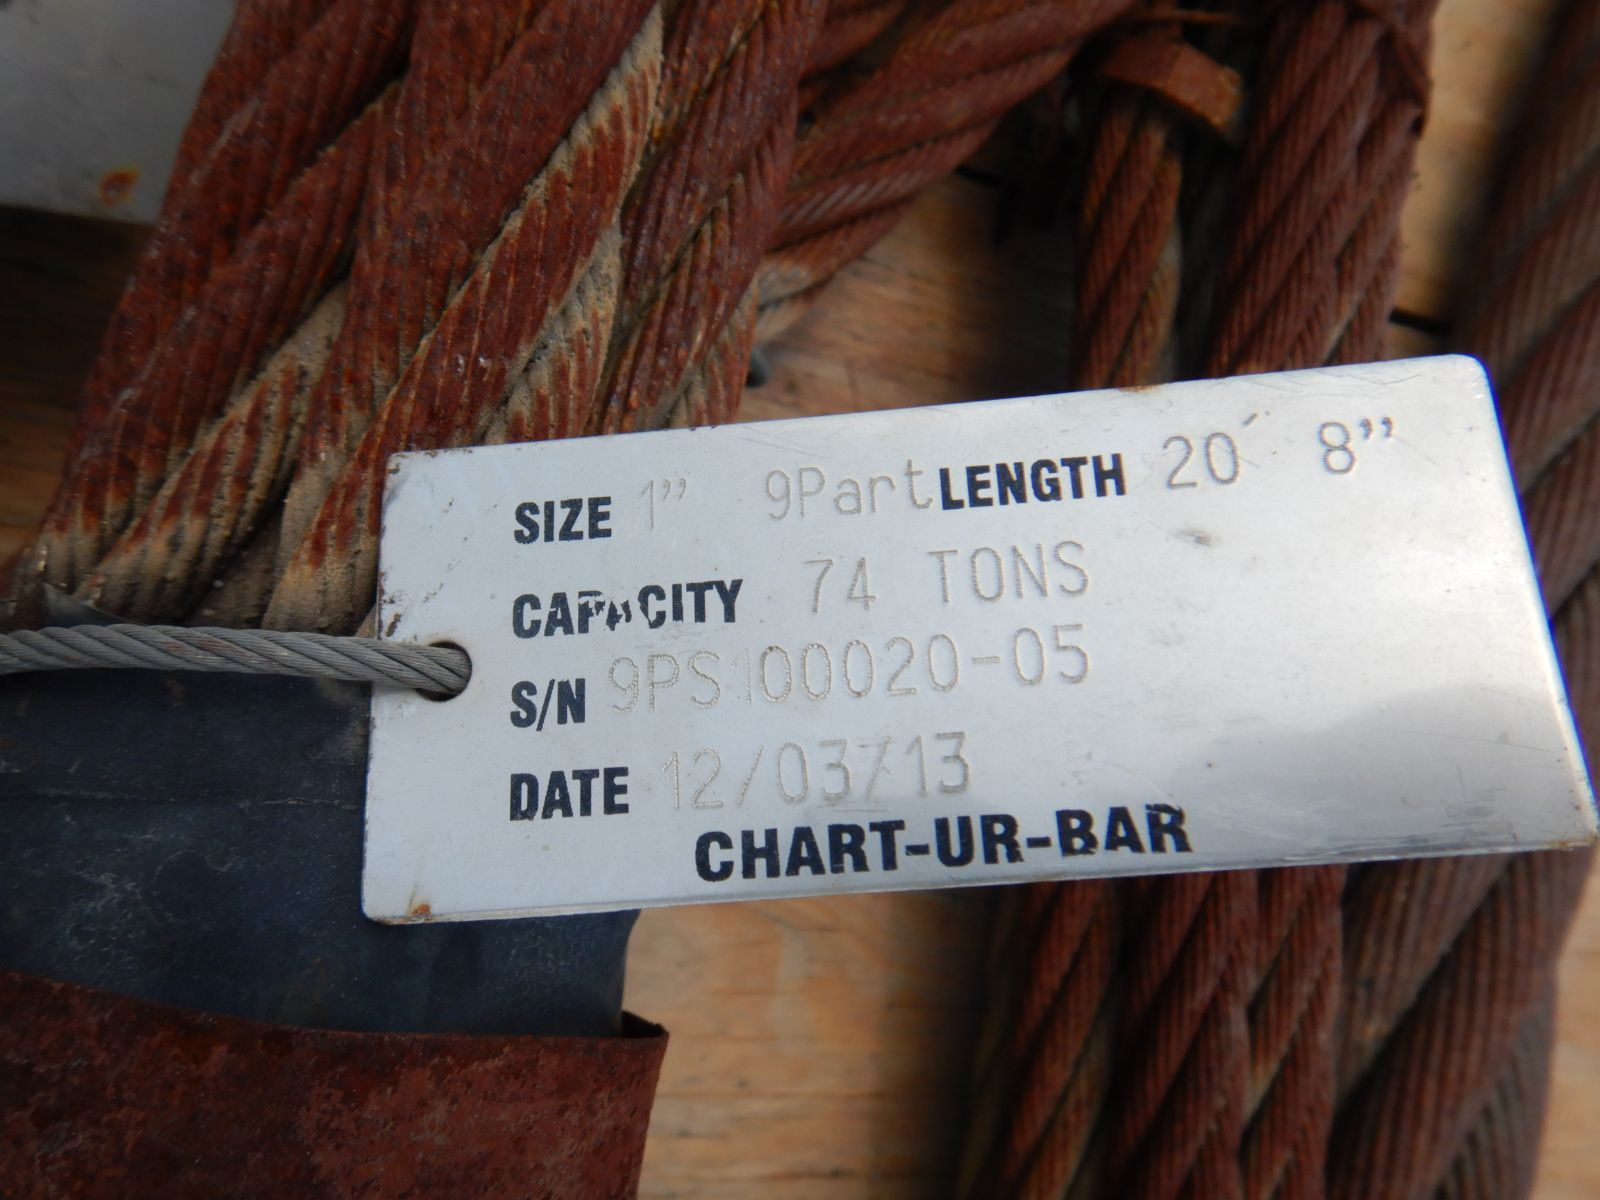 SIZE 1” 9Part LENGTH 20´ 8”
CAPACITY 74 TONS
S/N 9PS100020-05
DATE 12/03/13
CHART-UR-BAR